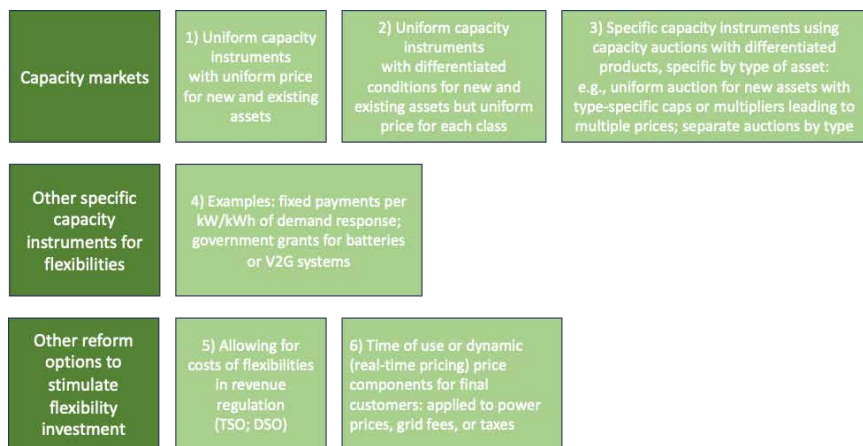 Capacity markets
1) Uniform capacity
instruments
with uniform price
for new and existing
assets
2) Uniform capacity
instruments
with differentiated
conditions for new and
existing assets but uniform
price for each class
3) Specific capacity instruments using
capacity auctions with differentiated
products, specific by type of asset:
e.g., uniform auction for new assets with
type-specific caps or multipliers leading to
multiple prices; separate auctions by type
Other specific
capacity
instruments for
flexibilities
4) Examples: fixed payments per
kW/kWh of demand response;
government grants for batteries
or V2G systems
Other reform
options to
stimulate
flexibility
investment
5) Allowing for
costs of flexibilities
in revenue
regulation
(TSO; DSO)
6) Time of use or dynamic
(real-time pricing) price
components for final
customers: applied to power
prices, grid fees, or taxes